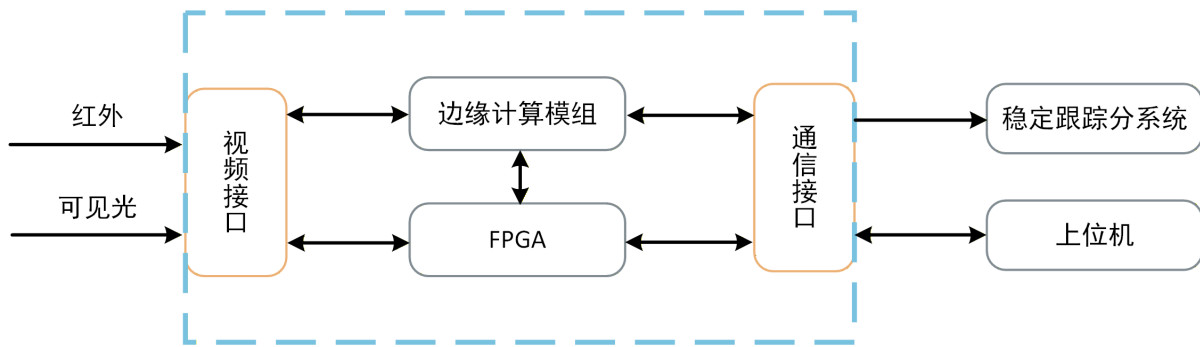 红外
可见光
视频接口
边缘计算模组
FPGA
通信接口
稳定跟踪分系统
上位机